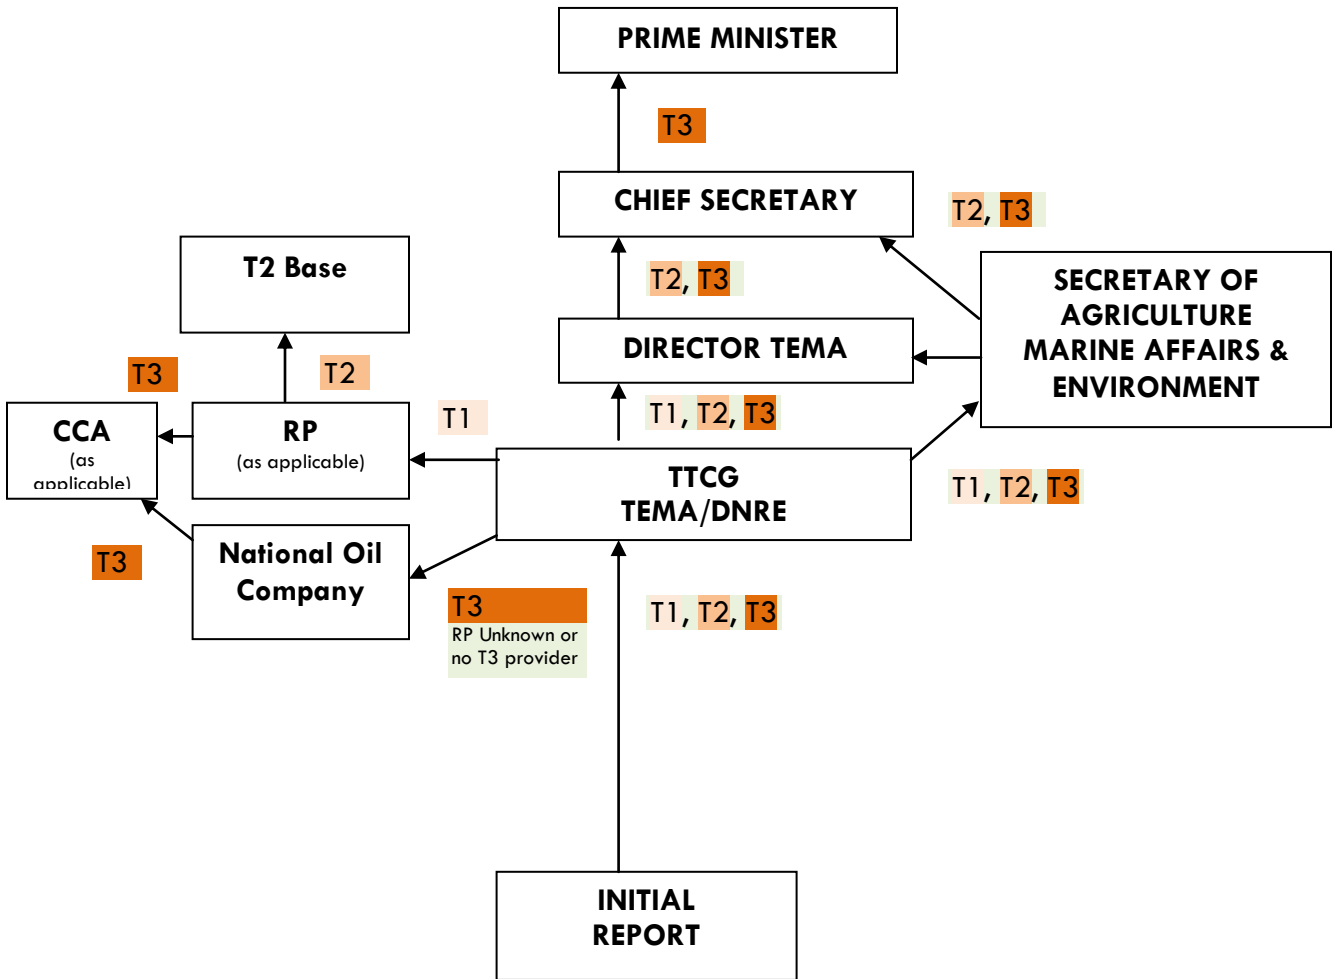 PRIME MINISTER
T3
CHIEF SECRETARY
T2, T3
T2 Base
T2, T3
SECRETARY OF
AGRICULTURE
MARINE AFFAIRS &
ENVIRONMENT
DIRECTOR TEMA
T3
T2
CCA
(as
applicable)
RP
(as applicable)
T1
T1, T2, T3
TTCG
TEMA/DNRE
T1, T2, T3
National Oil
Company
T3
T3
RP Unknown or
no T3 provider
T1, T2, T3
INITIAL
REPORT